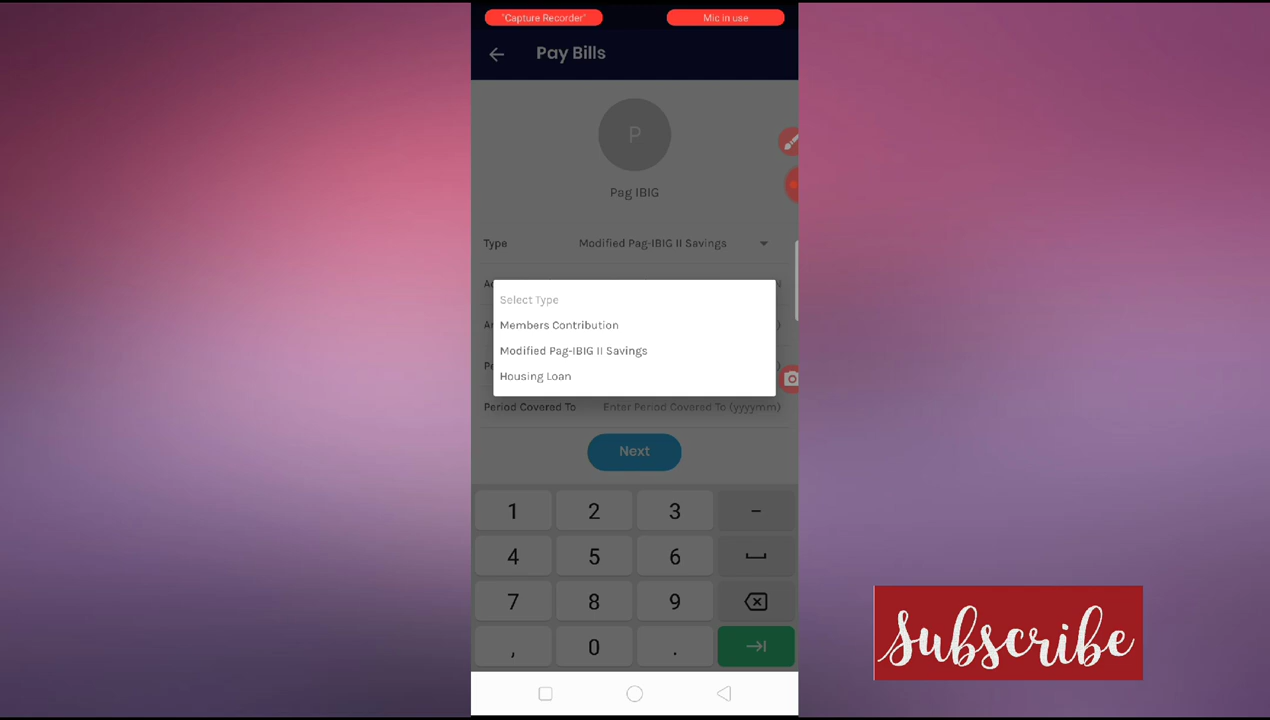 "Capture Recorder"
Mic in use
Pay Bills
P
Pag IBIG
Type Modified Pag-IBIG II Savings
Select Type
Members Contribution
Modified Pag-IBIG II Savings
Housing Loan
Period Covered To Enter Period Covered To (yyyymm)
Next
1 2 3 –
4 5 6
7 8 9
, 0 .
Subscribe